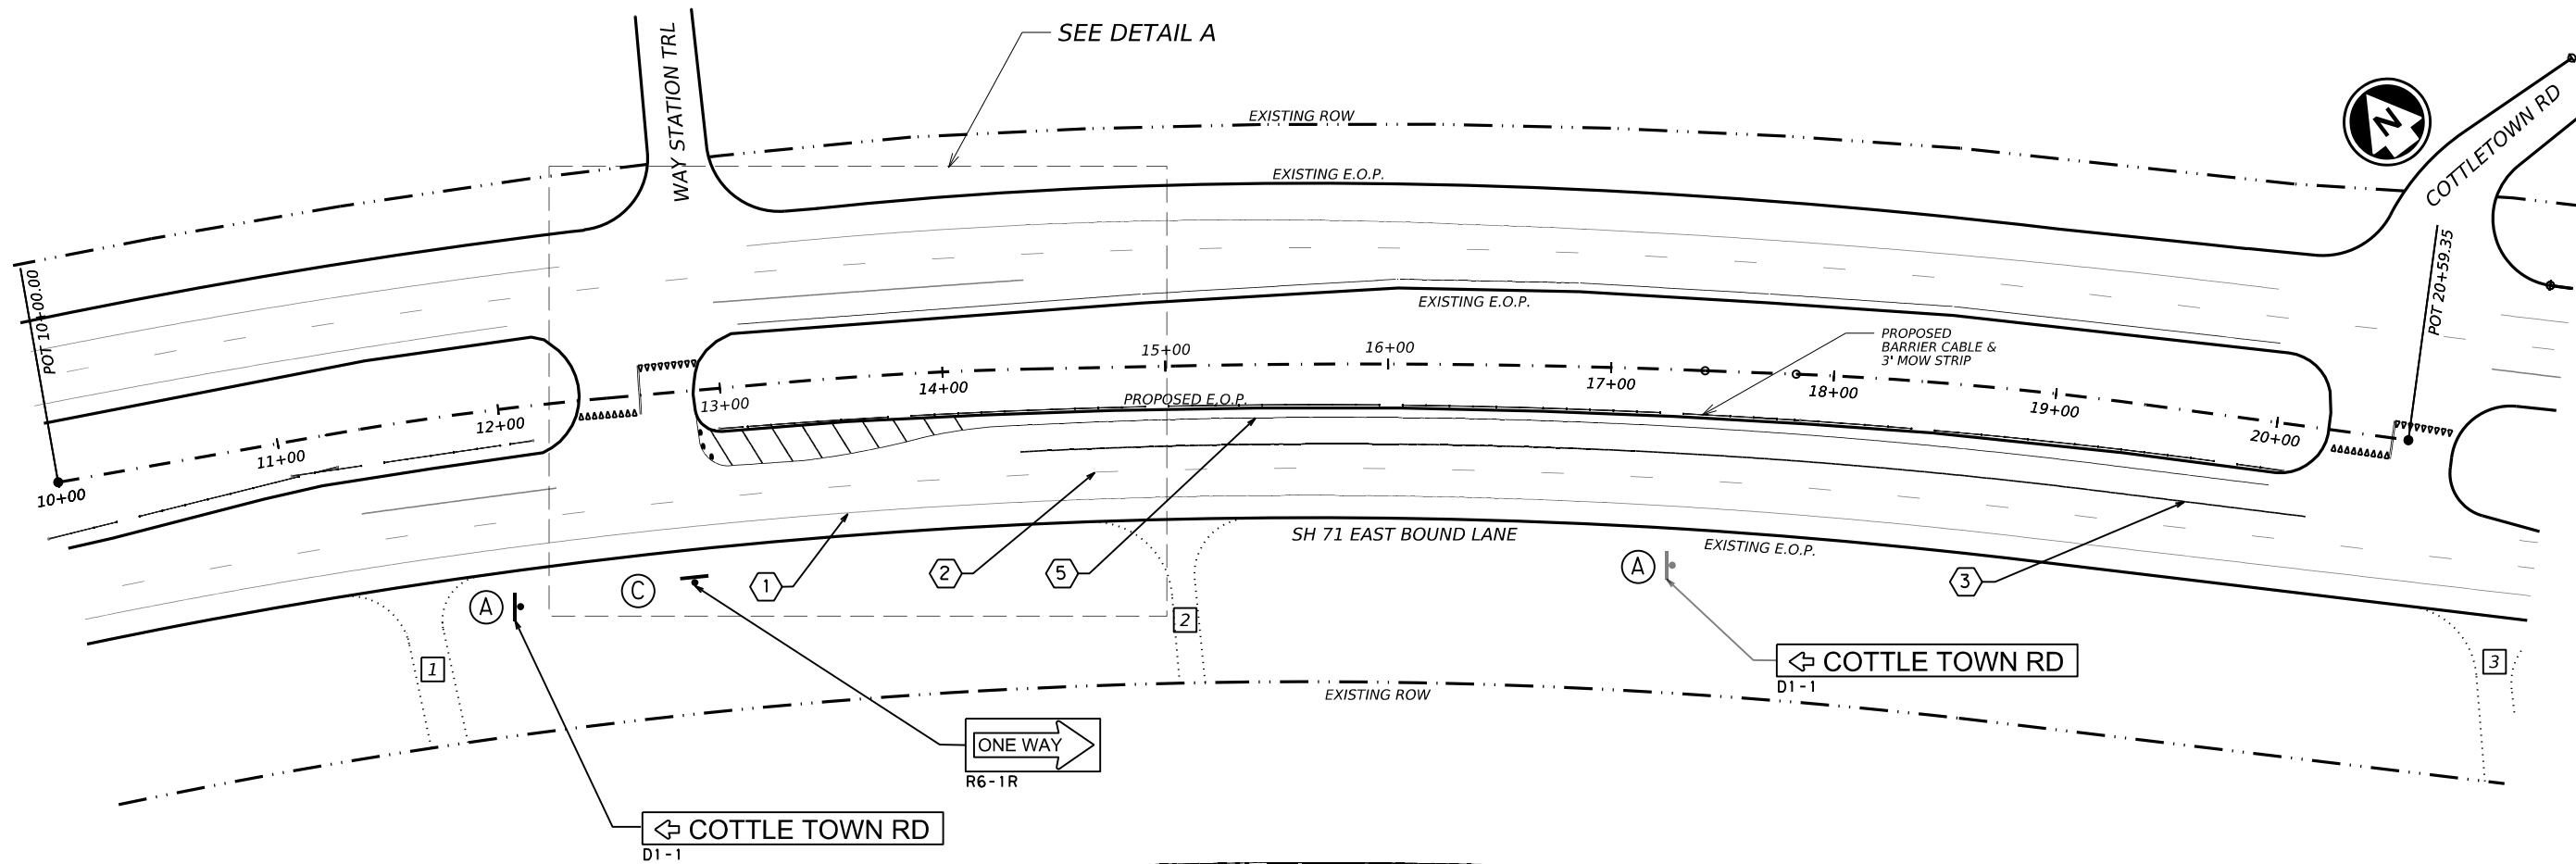 SEE DETAIL A
WAY STATION TRL
EXISTING ROW
EXISTING E.O.P.
N
COTTLETOWN RD
POT 10+00.00
POT 20+59.35
EXISTING E.O.P.
PROPOSED
BARRIER CABLE &
3' MOW STRIP
10+00
11+00
12+00
13+00
14+00
15+00
16+00
17+00
18+00
19+00
20+00
PROPOSED E.O.P.
SH 71 EAST BOUND LANE
EXISTING E.O.P.
A
C
1
2
5
A
3
1
2
3
COTTLE TOWN RD
D1-1
EXISTING ROW
ONE WAY
R6-1R
COTTLE TOWN RD
D1-1